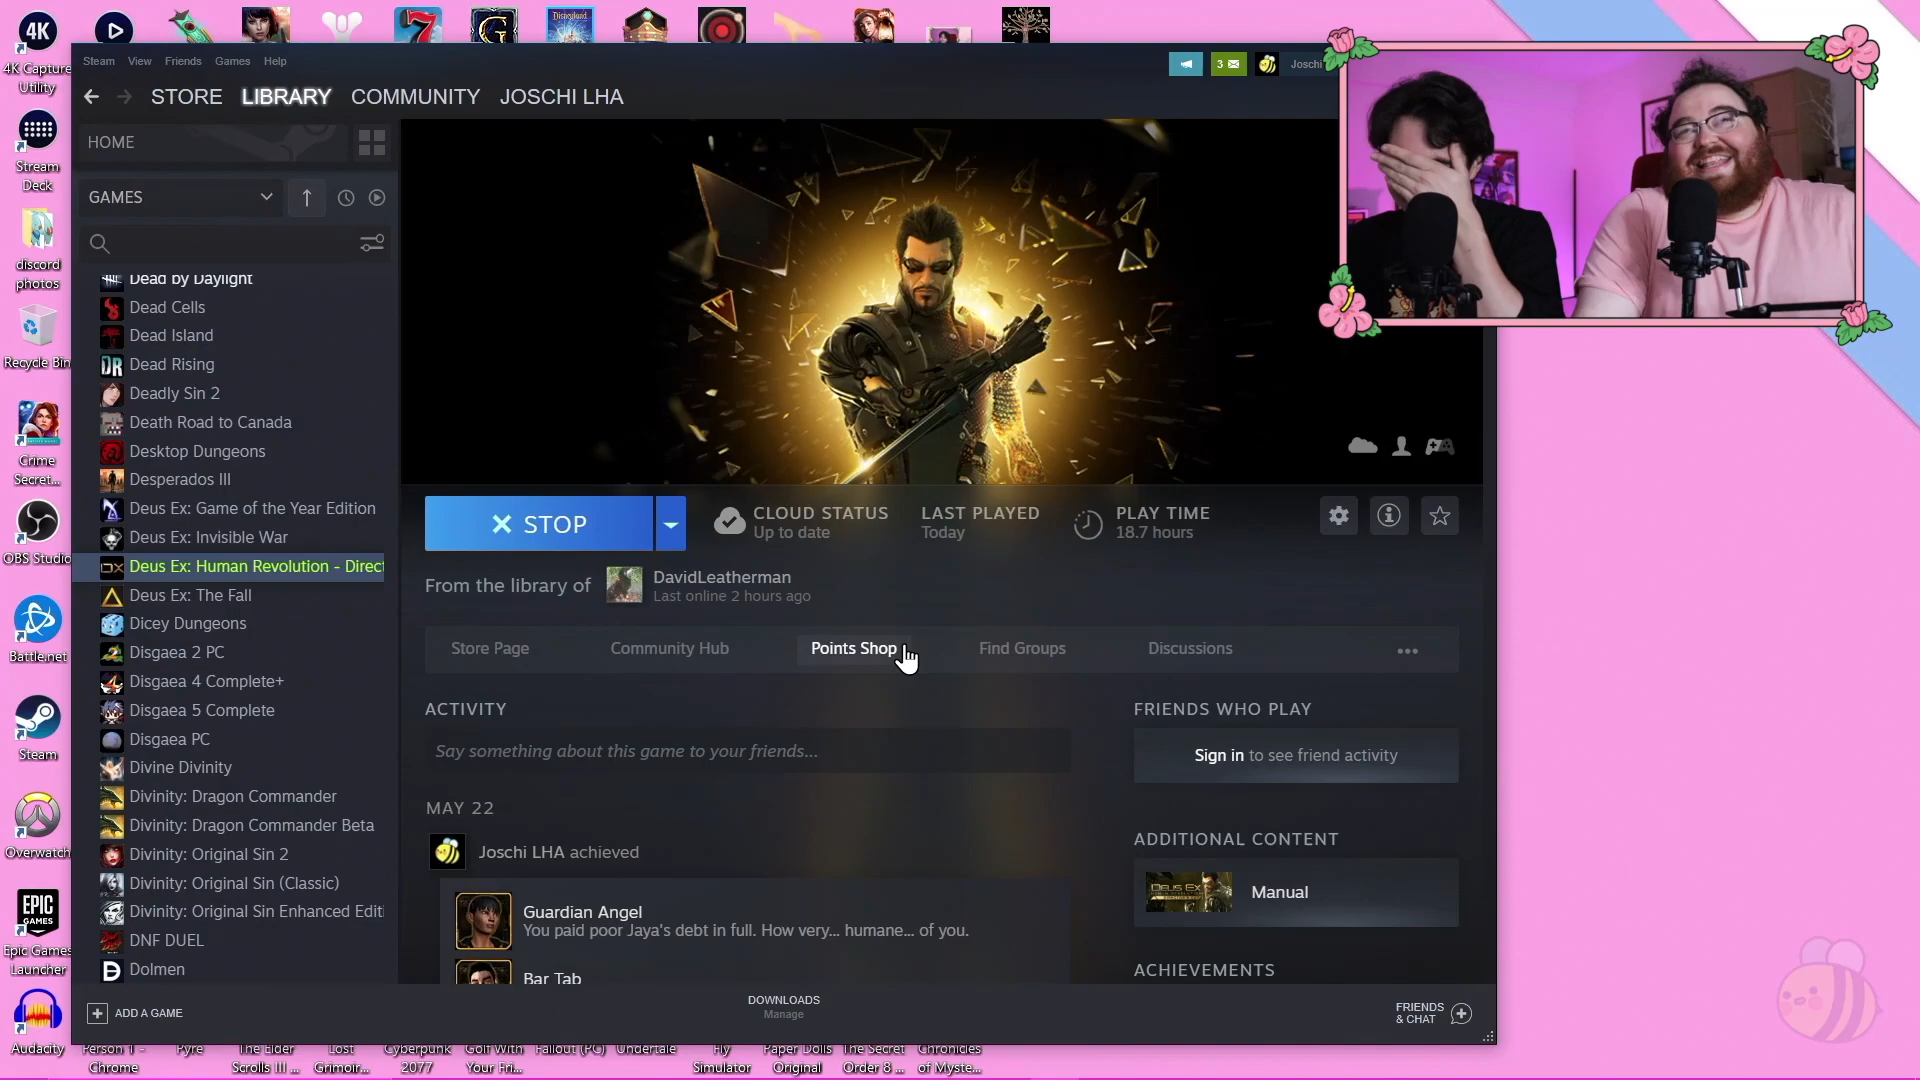 4K
4K Capture
Utility
Stream
Deck
discord
photos
Recycle Bin
Crime
Secret...
OBS Studio
Battle.net
Steam
Overwatch
EPIC
GAMES
Epic Games
Launcher
Audacity
Disneyland
Steam View Friends Games Help
3
Joschi
STORE LIBRARY COMMUNITY JOSCHI LHA
HOME
GAMES
Dead by Daylight
Dead Cells
Dead Island
DR Dead Rising
Deadly Sin 2
Death Road to Canada
Desktop Dungeons
Desperados III
Deus Ex: Game of the Year Edition
Deus Ex: Invisible War
Deus Ex: Human Revolution - Direct
Deus Ex: The Fall
Dicey Dungeons
Disgaea 2 PC
Disgaea 4 Complete+
Disgaea 5 Complete
Disgaea PC
Divine Divinity
Divinity: Dragon Commander
Divinity: Dragon Commander Beta
Divinity: Original Sin 2
Divinity: Original Sin (Classic)
Divinity: Original Sin Enhanced Editi
DNF DUEL
Dolmen
ADD A GAME
STOP
CLOUD STATUS
Up to date
LAST PLAYED
Today
PLAY TIME
18.7 hours
From the library of
DavidLeatherman
Last online 2 hours ago
Store Page Community Hub Points Shop Find Groups Discussions
ACTIVITY
Say something about this game to your friends...
MAY 22
Joschi LHA achieved
Guardian Angel
You paid poor Jaya's debt in full. How very... humane... of you.
Bar Tab
FRIENDS WHO PLAY
Sign in to see friend activity
ADDITIONAL CONTENT
DEUS EX
Manual
ACHIEVEMENTS
DOWNLOADS
Manage
FRIENDS
& CHAT
Person 1 -
Chrome
Pyre
The Elder
Scrolls III ...
Lost
Grimoir...
Cyberpunk
2077
Golf With
Your Fri...
Fallout (PC)
Undertale
Fly
Simulator
Paper Dolls
Original
The Secret
Order 8 ...
Chronicles
of Myste...